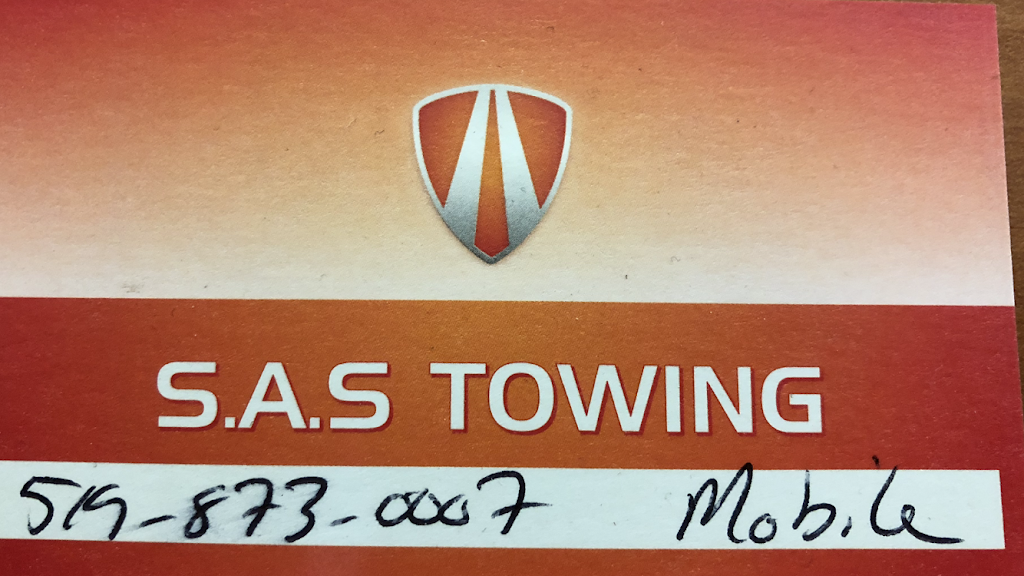 S.A.S TOWING
519-873-0007 Mobile